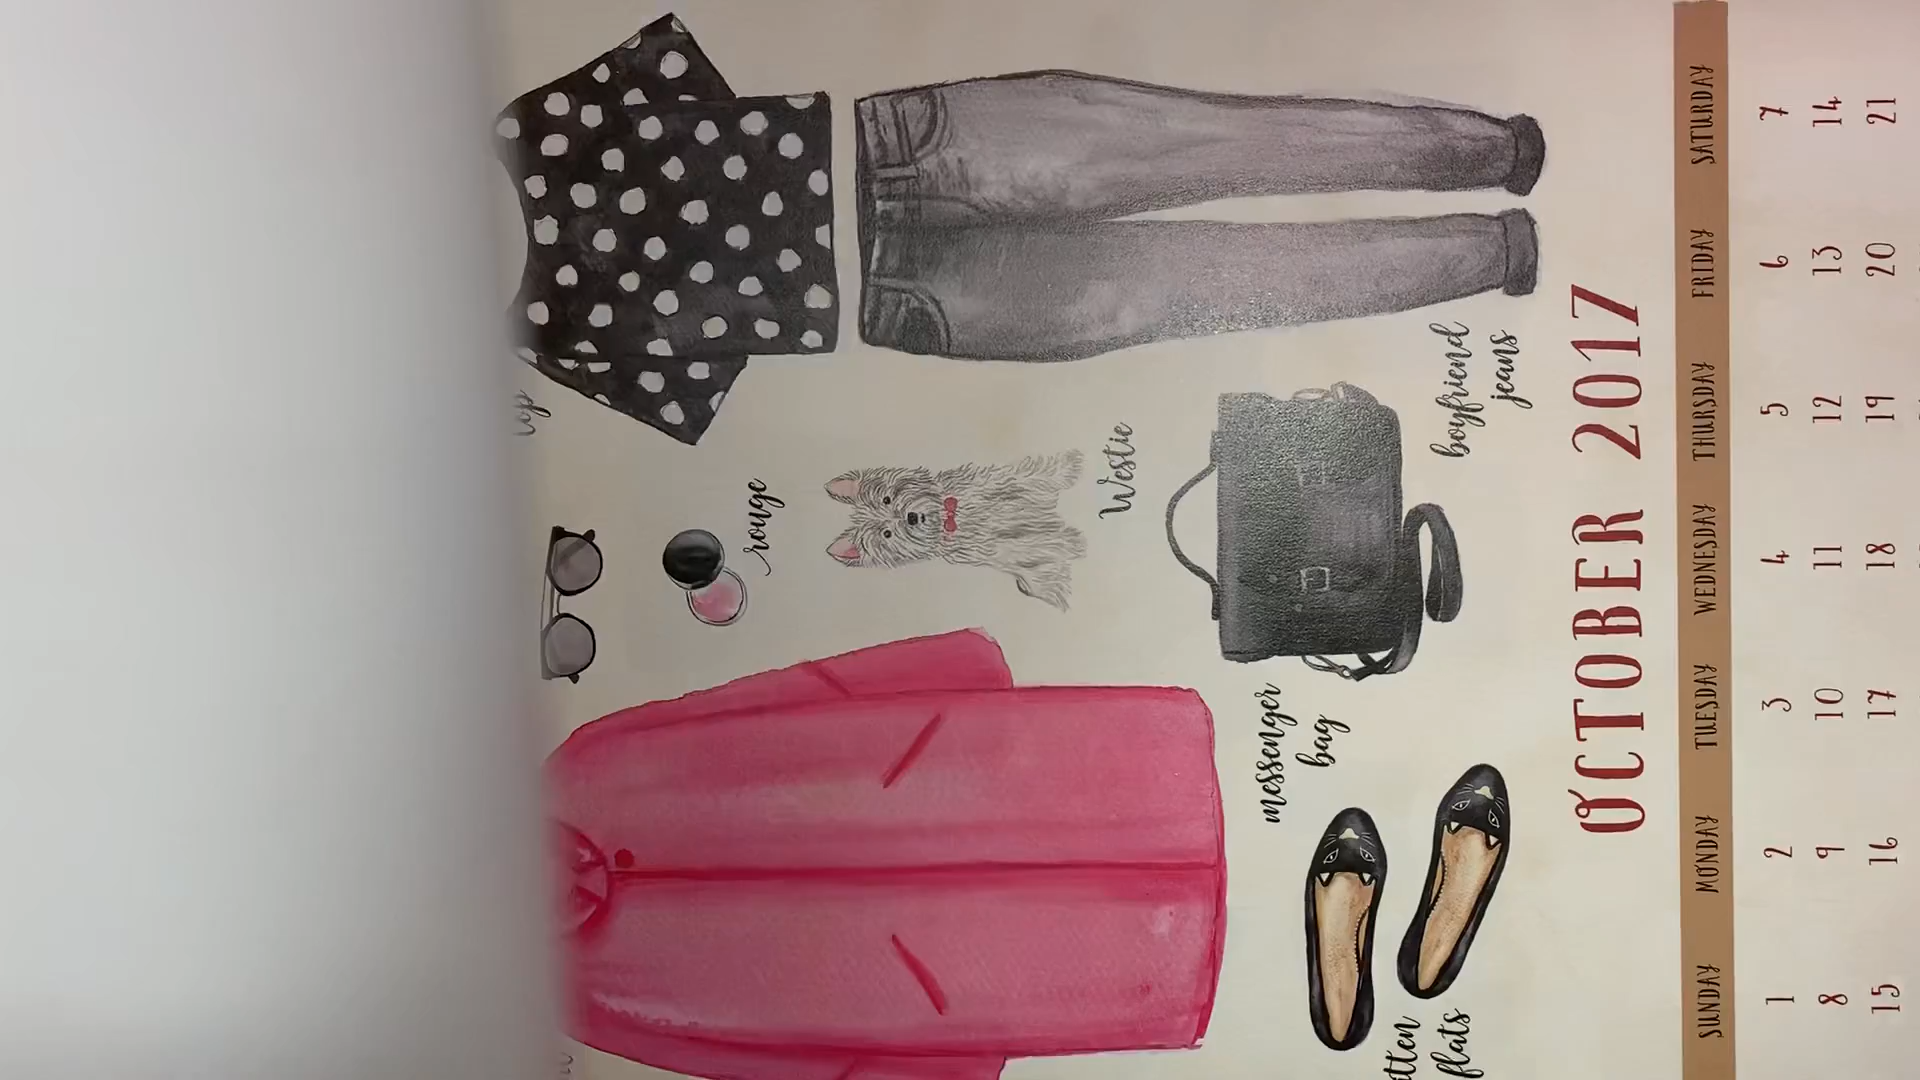 top
rouge
Westie
boyfriend
jeans
messenger
bag
flats
OCTOBER 2017
SUNDAY MONDAY TUESDAY WEDNESDAY THURSDAY FRIDAY SATURDAY
1 2 3 4 5 6 7
8 9 10 11 12 13 14
15 16 17 18 19 20 21